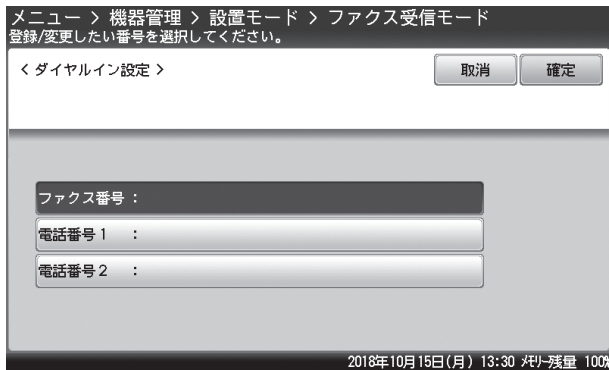 メニュー > 機器管理 > 設置モード > ファクス受信モード
登録/変更したい番号を選択してください。
< ダイヤルイン設定 >
取消
確定
ファクス番号 :
電話番号1 :
電話番号2 :
2018年10月15日(月) 13:30 ﾒﾓﾘｰ残量 100%